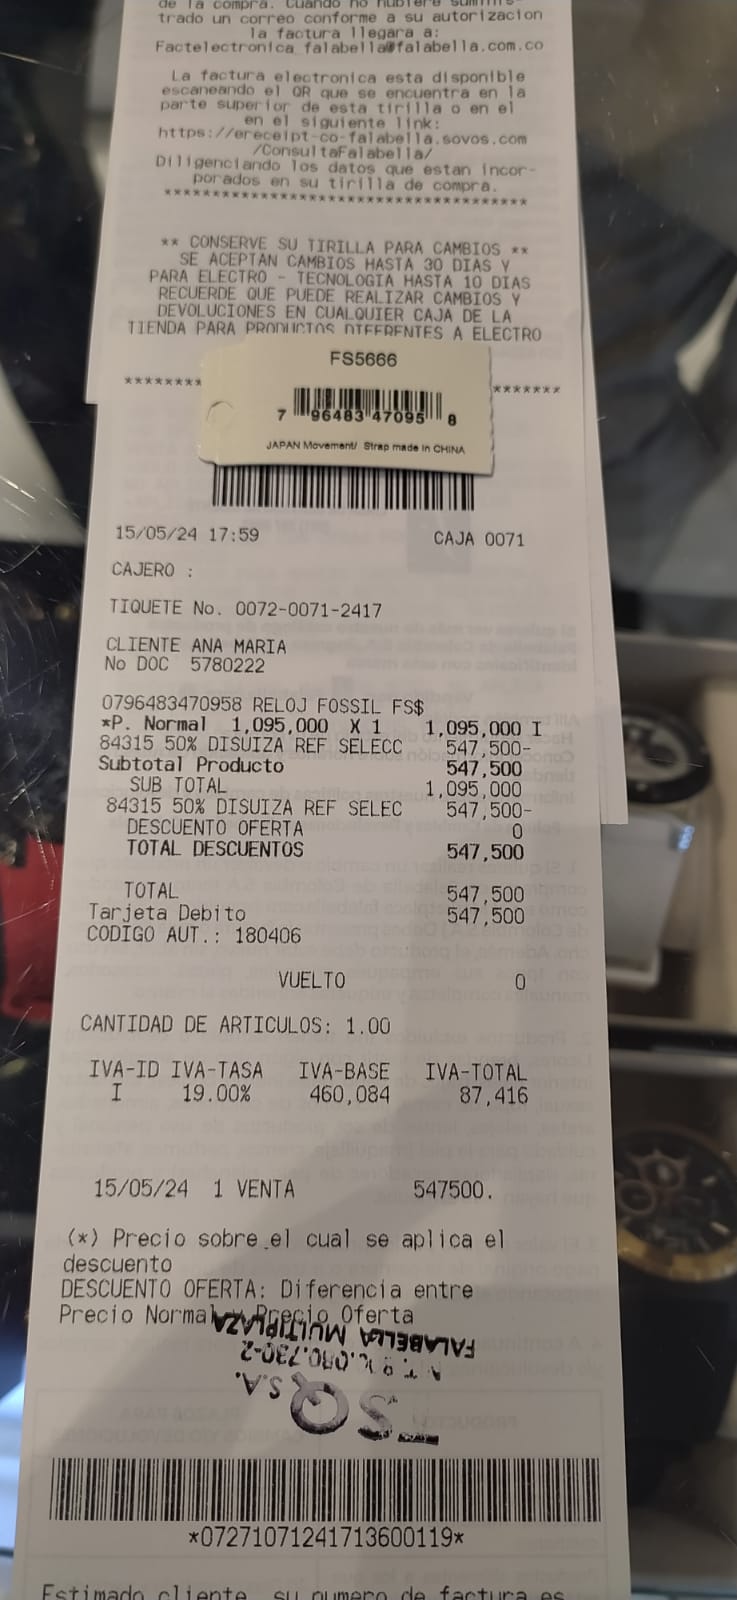 de la compra. Cuando no hubiere suminis-
trado un correo conforme a su autorizacion
la factura llegara a:
Factelectronica_falabella@falabella.com.co
La factura electronica esta disponible
escaneando el QR que se encuentra en la
parte superior de esta tirilla o en el
en el siguiente link:
https://ereceipt-co-falabella.sovos.com
/ConsultaFalabella/
Diligenciando los datos que estan incor-
porados en su tirilla de compra.
****************************************
** CONSERVE SU TIRILLA PARA CAMBIOS **
SE ACEPTAN CAMBIOS HASTA 30 DIAS Y
PARA ELECTRO - TECNOLOGIA HASTA 10 DIAS
RECUERDE QUE PUEDE REALIZAR CAMBIOS Y
DEVOLUCIONES EN CUALQUIER CAJA DE LA
TIENDA PARA PRODUCTOS DIFERENTES A ELECTRO
FS5666
******** *******
7 96483 47095 8
JAPAN Movement/ Strap made in CHINA
15/05/24 17:59 CAJA 0071
CAJERO :
TIQUETE No. 0072-0071-2417
CLIENTE ANA MARIA
No DOC 5780222
0796483470958 RELOJ FOSSIL FS$
*P. Normal 1,095,000 X 1 1,095,000 I
84315 50% DISUIZA REF SELECC 547,500-
Subtotal Producto 547,500
SUB TOTAL 1,095,000
84315 50% DISUIZA REF SELEC 547,500-
DESCUENTO OFERTA 0
TOTAL DESCUENTOS 547,500
TOTAL 547,500
Tarjeta Debito 547,500
CODIGO AUT.: 180406
VUELTO 0
CANTIDAD DE ARTICULOS: 1.00
IVA-ID IVA-TASA IVA-BASE IVA-TOTAL
I 19.00% 460,084 87,416
15/05/24 1 VENTA 547500.
(*) Precio sobre el cual se aplica el
descuento
DESCUENTO OFERTA: Diferencia entre
Precio Normal y Precio Oferta
FALABELLA MULTIPLAZA
S.A.
*07271071241713600119*
Estimado cliente, su numero de factura es